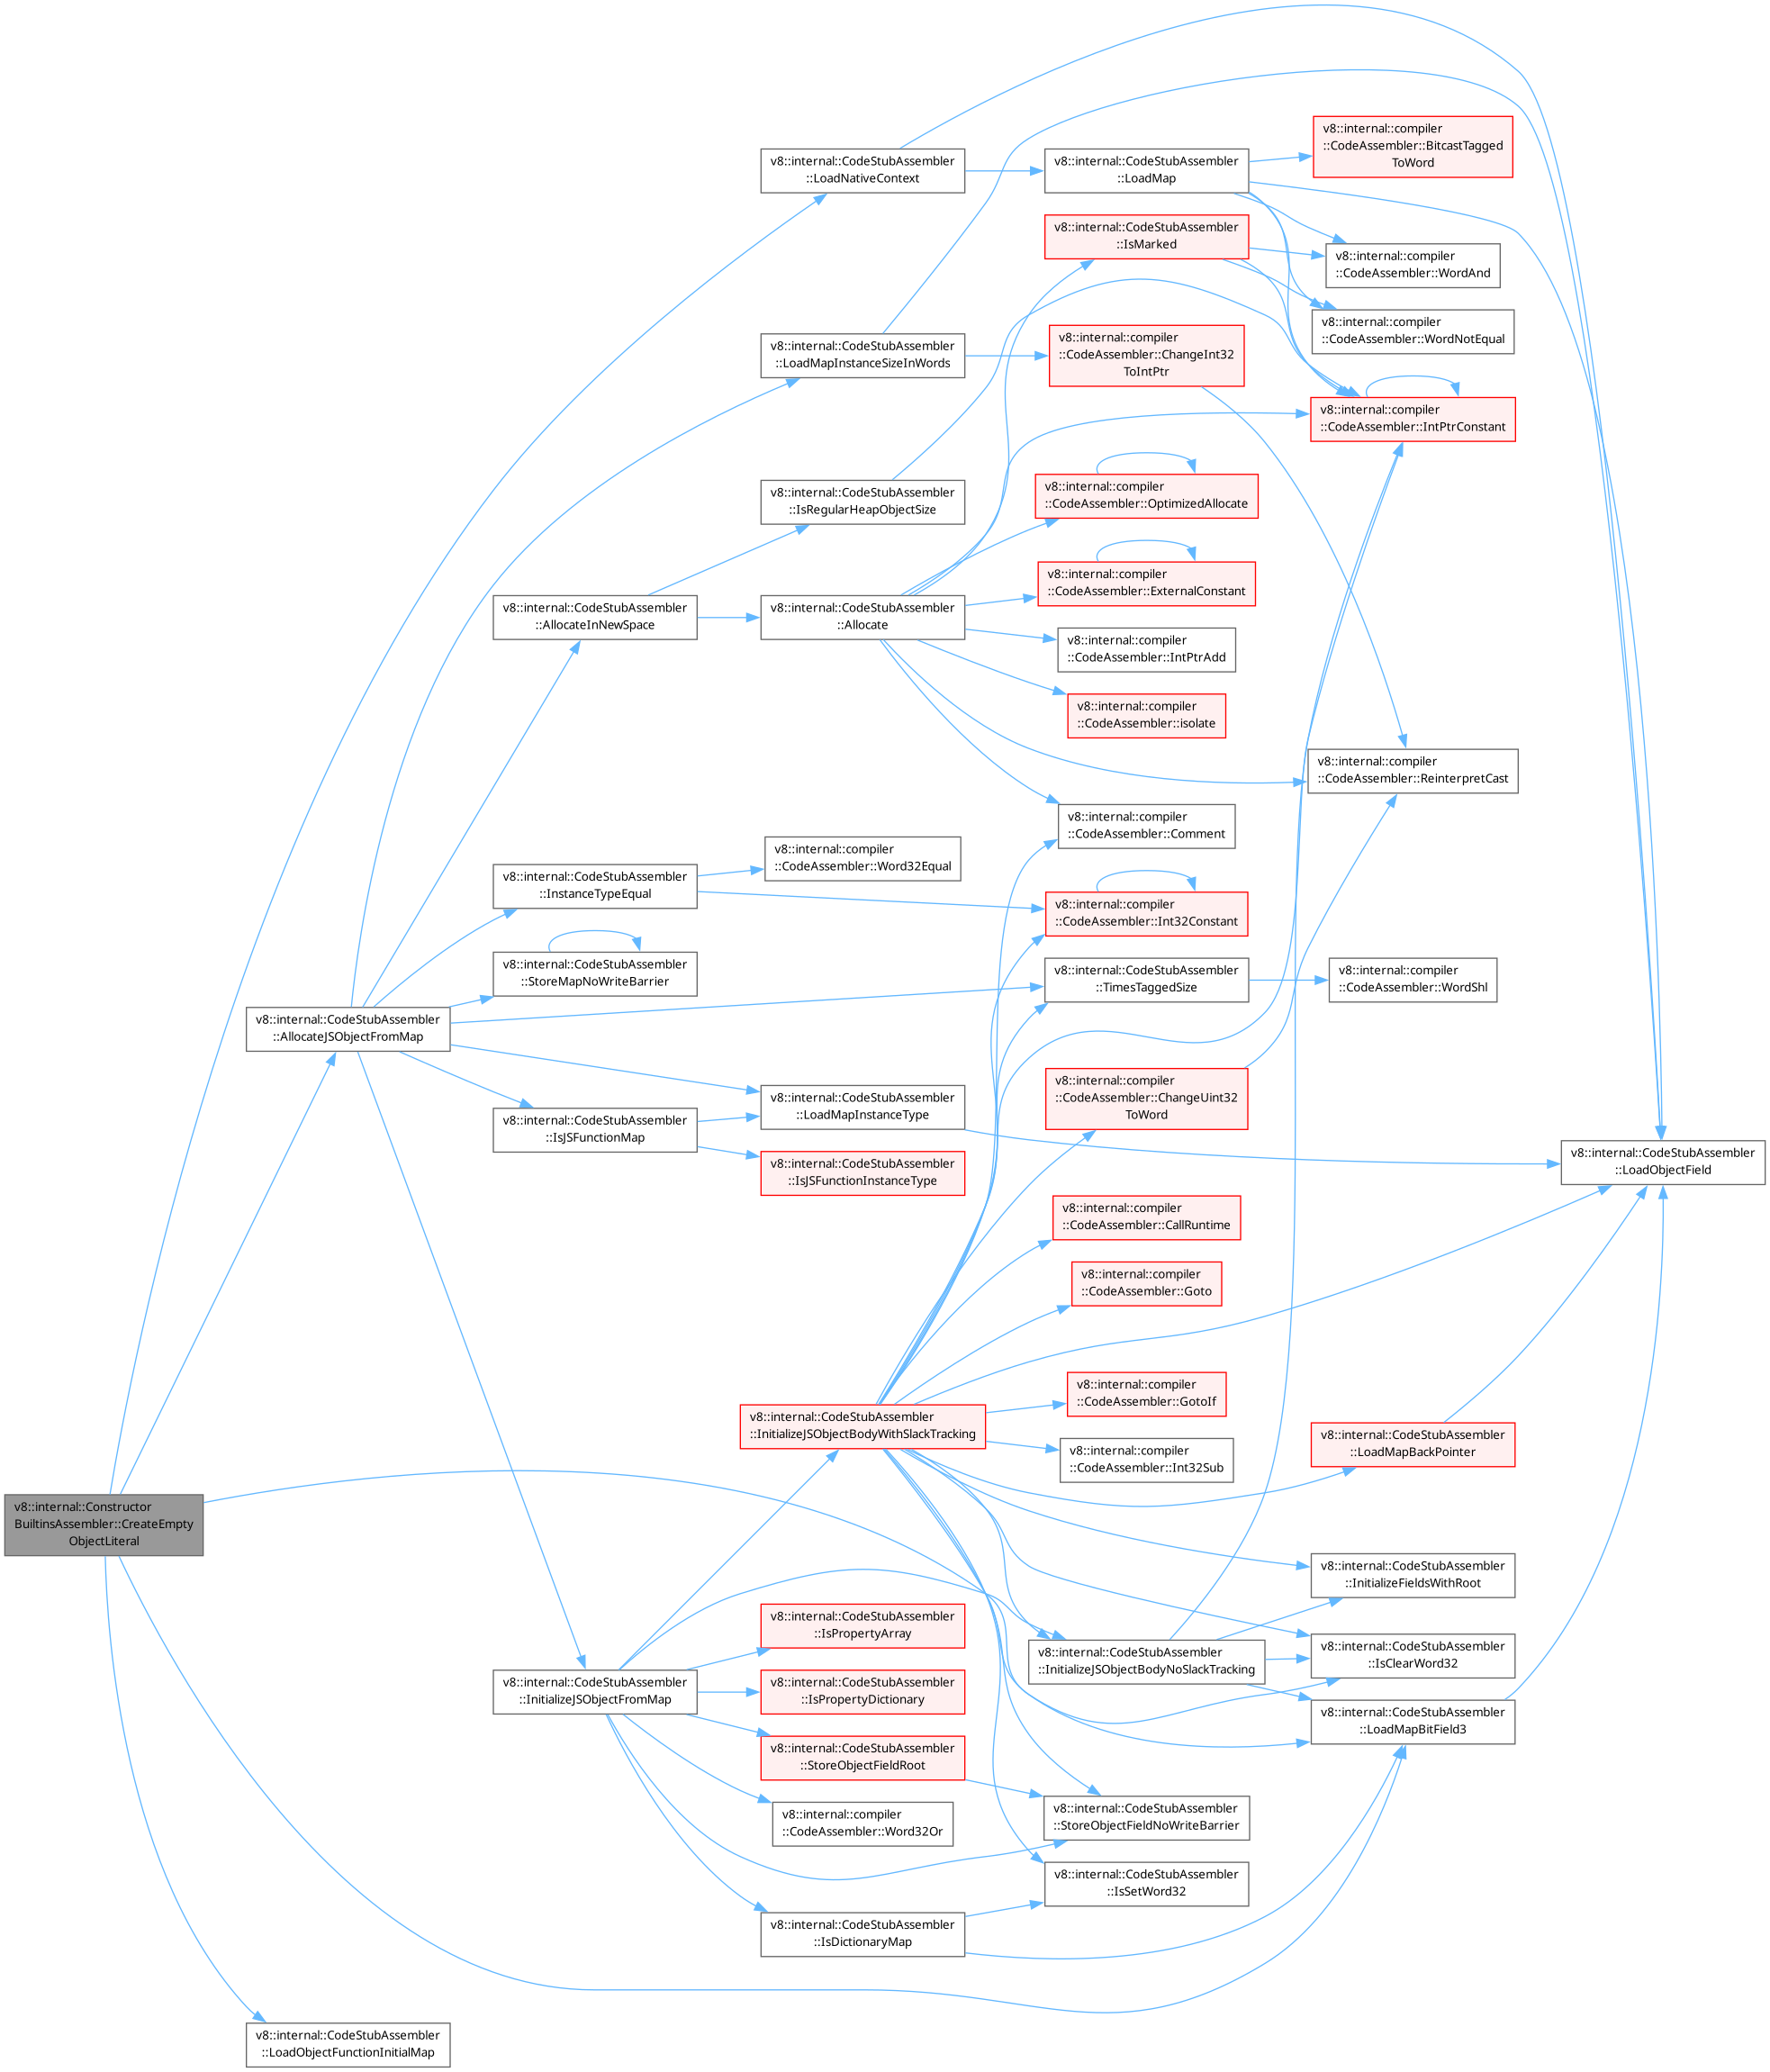 v8::internal::CodeStubAssembler
::LoadNativeContext
v8::internal::CodeStubAssembler
::LoadMap
v8::internal::compiler
::CodeAssembler::BitcastTagged
ToWord
v8::internal::CodeStubAssembler
::IsMarked
v8::internal::compiler
::CodeAssembler::WordAnd
v8::internal::compiler
::CodeAssembler::WordNotEqual
v8::internal::CodeStubAssembler
::LoadMapInstanceSizeInWords
v8::internal::compiler
::CodeAssembler::ChangeInt32
ToIntPtr
v8::internal::compiler
::CodeAssembler::IntPtrConstant
v8::internal::CodeStubAssembler
::IsRegularHeapObjectSize
v8::internal::compiler
::CodeAssembler::OptimizedAllocate
v8::internal::compiler
::CodeAssembler::ExternalConstant
v8::internal::CodeStubAssembler
::AllocateInNewSpace
v8::internal::CodeStubAssembler
::Allocate
v8::internal::compiler
::CodeAssembler::IntPtrAdd
v8::internal::compiler
::CodeAssembler::isolate
v8::internal::compiler
::CodeAssembler::ReinterpretCast
v8::internal::compiler
::CodeAssembler::Comment
v8::internal::CodeStubAssembler
::InstanceTypeEqual
v8::internal::compiler
::CodeAssembler::Word32Equal
v8::internal::compiler
::CodeAssembler::Int32Constant
v8::internal::CodeStubAssembler
::StoreMapNoWriteBarrier
v8::internal::CodeStubAssembler
::TimesTaggedSize
v8::internal::compiler
::CodeAssembler::WordShl
v8::internal::CodeStubAssembler
::AllocateJSObjectFromMap
v8::internal::compiler
::CodeAssembler::ChangeUint32
ToWord
v8::internal::CodeStubAssembler
::LoadMapInstanceType
v8::internal::CodeStubAssembler
::IsJSFunctionMap
v8::internal::CodeStubAssembler
::IsJSFunctionInstanceType
v8::internal::CodeStubAssembler
::LoadObjectField
v8::internal::compiler
::CodeAssembler::CallRuntime
v8::internal::compiler
::CodeAssembler::Goto
v8::internal::compiler
::CodeAssembler::GotoIf
v8::internal::CodeStubAssembler
::InitializeJSObjectBodyWithSlackTracking
v8::internal::compiler
::CodeAssembler::Int32Sub
v8::internal::CodeStubAssembler
::LoadMapBackPointer
v8::internal::Constructor
BuiltinsAssembler::CreateEmpty
ObjectLiteral
v8::internal::CodeStubAssembler
::InitializeFieldsWithRoot
v8::internal::CodeStubAssembler
::IsPropertyArray
v8::internal::CodeStubAssembler
::InitializeJSObjectBodyNoSlackTracking
v8::internal::CodeStubAssembler
::IsClearWord32
v8::internal::CodeStubAssembler
::InitializeJSObjectFromMap
v8::internal::CodeStubAssembler
::IsPropertyDictionary
v8::internal::CodeStubAssembler
::LoadMapBitField3
v8::internal::CodeStubAssembler
::StoreObjectFieldRoot
v8::internal::compiler
::CodeAssembler::Word32Or
v8::internal::CodeStubAssembler
::StoreObjectFieldNoWriteBarrier
v8::internal::CodeStubAssembler
::IsSetWord32
v8::internal::CodeStubAssembler
::IsDictionaryMap
v8::internal::CodeStubAssembler
::LoadObjectFunctionInitialMap